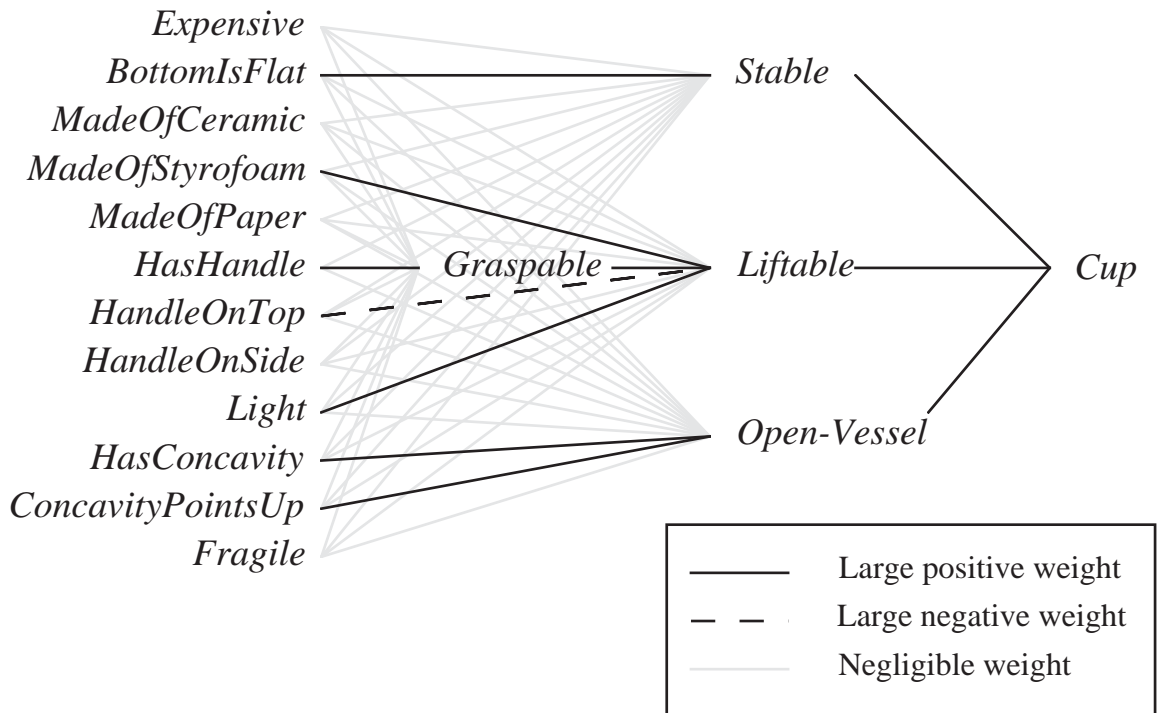 Expensive
BottomIsFlat
MadeOfCeramic
MadeOfStyrofoam
MadeOfPaper
HasHandle
HandleOnTop
HandleOnSide
Light
HasConcavity
ConcavityPointsUp
Fragile
Graspable
Stable
Liftable
Open-Vessel
Cup
Large positive weight
Large negative weight
Negligible weight